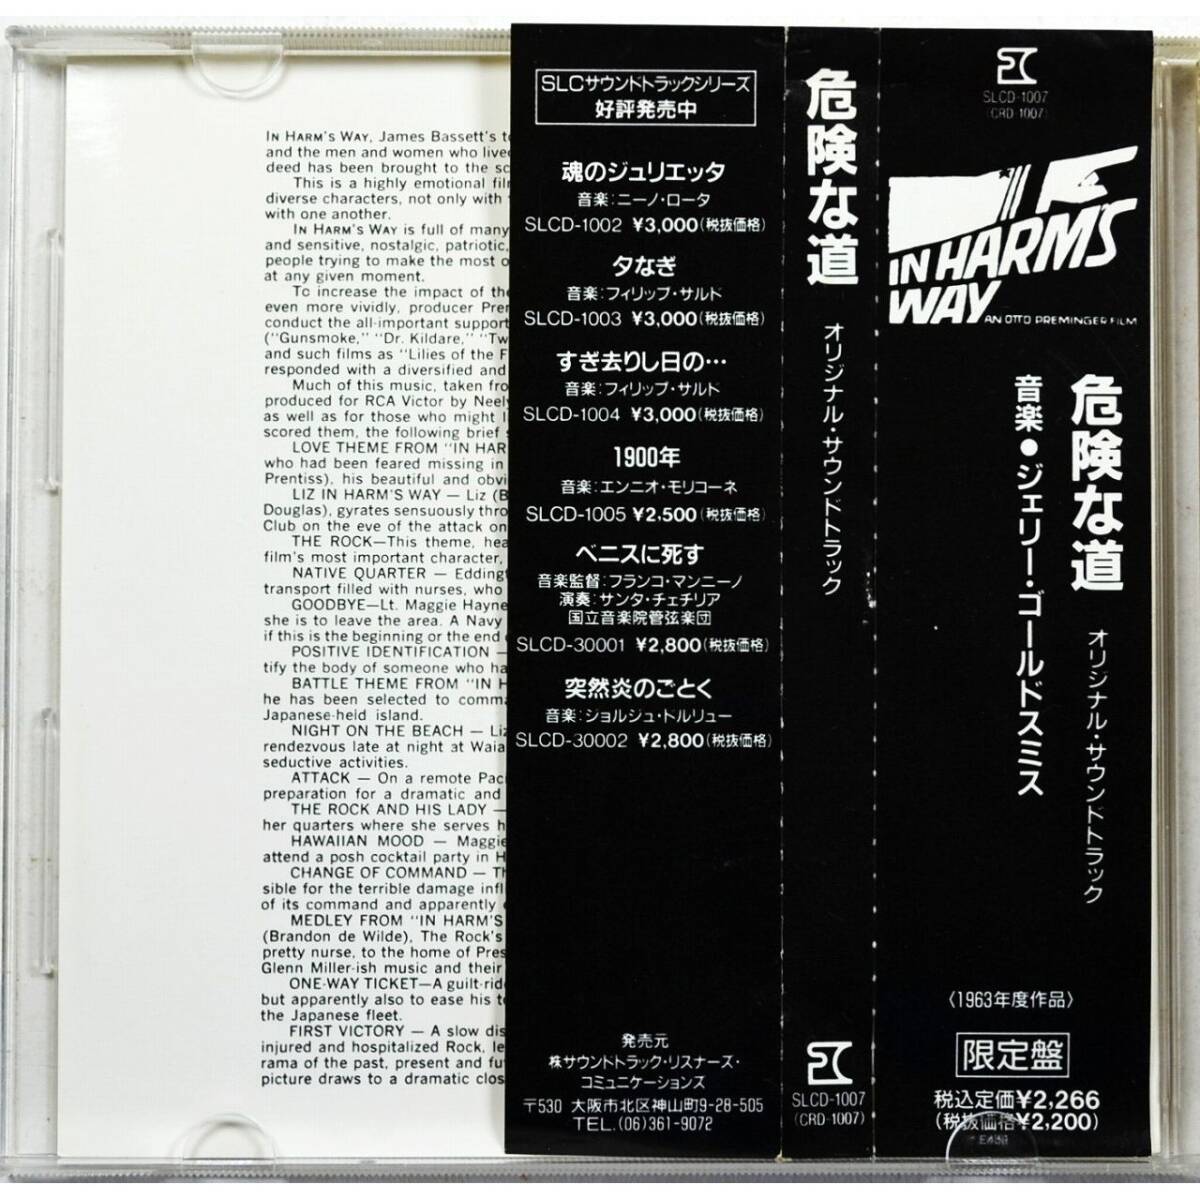 IN HARM'S WAY, James Bassett's
and the men and women who live
deed has been brought to the
This is a highly emotional
diverse characters, not only with
with one another.
IN HARM'S WAY is full of many
and sensitive, nostalgic, patriotic,
people trying to make the most
at any given moment.
To increase the impact of the
even more vividly, producer
conduct the all-important support
("Gunsmoke," "Dr. Kildare,"
and such films as "Lilies of the F
responded with a diversified and
Much of this music, taken
produced for RCA Victor by Neely
as well as for those who might
scored them, the following brief
LOVE THEME FROM "IN HAR
who had been feared missing in
Prentiss), his beautiful and
LIZ IN HARM'S WAY — Liz (B
Douglas), gyrates sensuously
Club on the eve of the attack on
THE ROCK—This theme,
film's most important character,
NATIVE QUARTER — Edding
transport filled with nurses, who
GOODBYE—Lt. Maggie Hayne
she is to leave the area. A Navy
if this is the beginning or the end
POSITIVE IDENTIFICATION —
tify the body of someone who ha
BATTLE THEME FROM "IN H
he has been selected to comm
Japanese-held island.
NIGHT ON THE BEACH — Liz
rendezvous late at night at Waia
seductive activities.
ATTACK — On a remote Pac
preparation for a dramatic and
THE ROCK AND HIS LADY —
her quarters where she serves h
HAWAIIAN MOOD — Maggie
attend a posh cocktail party in H
CHANGE OF COMMAND — Th
sible for the terrible damage infl
of its command and apparently
MEDLEY FROM "IN HARM'S
(Brandon de Wilde), The Rock's
pretty nurse, to the home of Pres
Glenn Miller-ish music and their
ONE-WAY TICKET—A guilt-rid
but apparently also to ease his
the Japanese fleet.
FIRST VICTORY — A slow dis
injured and hospitalized Rock, le
rama of the past, present and fu
picture draws to a dramatic clos
SLCサウンドトラックシリーズ
好評発売中
魂のジュリエッタ
音楽:ニーノ・ロータ
SLCD-1002 ¥3,000(税抜価格)
夕なぎ
音楽:フィリップ・サルド
SLCD-1003 ¥3,000(税抜価格)
すぎ去りし日の…
音楽:フィリップ・サルド
SLCD-1004 ¥3,000(税抜価格)
1900年
音楽:エンニオ・モリコーネ
SLCD-1005 ¥2,500(税抜価格)
ベニスに死す
音楽監督:フランコ・マンニーノ
演奏:サンタ・チェチリア
国立音楽院管弦楽団
SLCD-30001 ¥2,800(税抜価格)
突然炎のごとく
音楽:ジョルジュ・ドルリュー
SLCD-30002 ¥2,800(税抜価格)
発売元
㈱サウンドトラック・リスナーズ・
コミュニケーションズ
〒530 大阪市北区神山町9-28-505
TEL.(06)361-9072
危険な道
オリジナル・サウンドトラック
SLCD-1007
(CRD-1007)
SLCD-1007
(CRD-1007)
IN HARM'S
WAY
AN OTTO PREMINGER FILM
危険な道
オリジナル・サウンドトラック
音楽●ジェリー・ゴールドスミス
〈1963年度作品〉
限定盤
税込定価¥2,266
(税抜価格¥2,200)